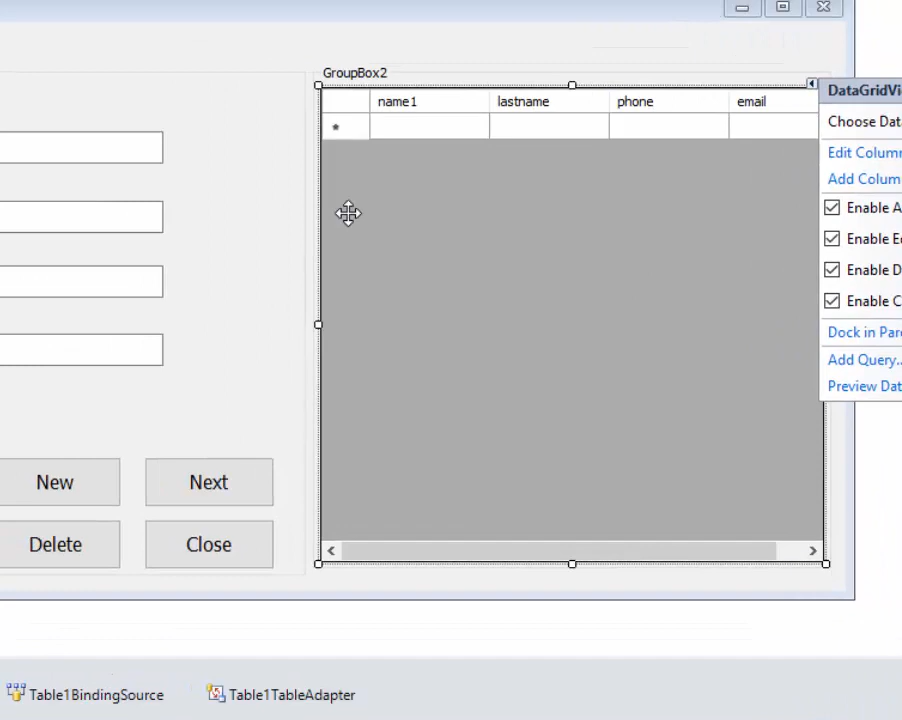 GroupBox2
name1 lastname phone email
*
New Next
Delete Close
DataGridVi
Choose Dat
Edit Column
Add Colum
Enable A
Enable E
Enable D
Enable C
Dock in Par
Add Query..
Preview Dat
Table1BindingSource Table1TableAdapter